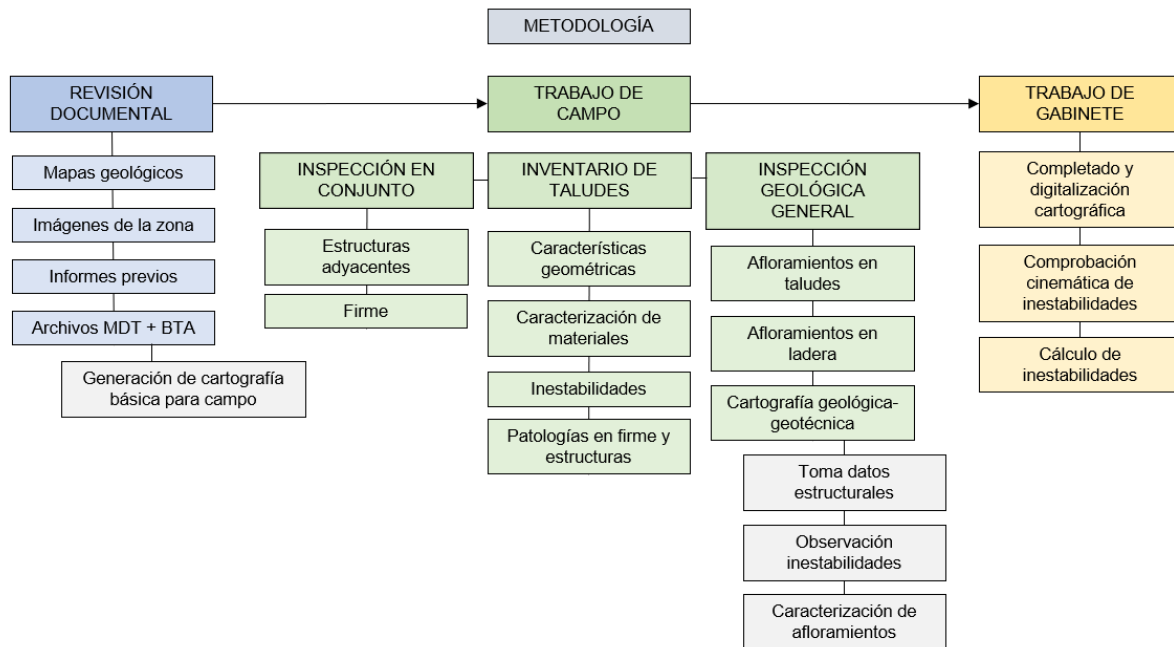 METODOLOGÍA
REVISIÓN
DOCUMENTAL
Mapas geológicos
Imágenes de la zona
Informes previos
Archivos MDT + BTA
Generación de cartografía
básica para campo
TRABAJO DE
CAMPO
INSPECCIÓN EN
CONJUNTO
Estructuras
adyacentes
Firme
INVENTARIO DE
TALUDES
Características
geométricas
Caracterización de
materiales
Inestabilidades
Patologías en firme y
estructuras
INSPECCIÓN
GEOLÓGICA
GENERAL
Afloramientos en
taludes
Afloramientos en
ladera
Cartografía geológica-
geotécnica
Toma datos
estructurales
Observación
inestabilidades
Caracterización de
afloramientos
TRABAJO DE
GABINETE
Completado y
digitalización
cartográfica
Comprobación
cinemática de
inestabilidades
Cálculo de
inestabilidades